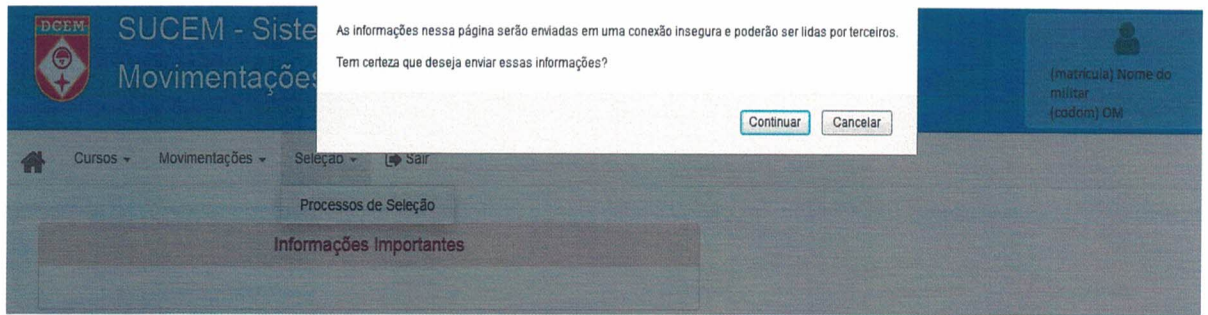 DCEM
SUCEM - Siste
Movimentações
As informações nessa página serão enviadas em uma conexão insegura e poderão ser lidas por terceiros.
Tem certeza que deseja enviar essas informações?
Continuar Cancelar
(matrícula) Nome do
militar
(codom) OM
Cursos Movimentações Seleção Sair
Processos de Seleção
Informações Importantes